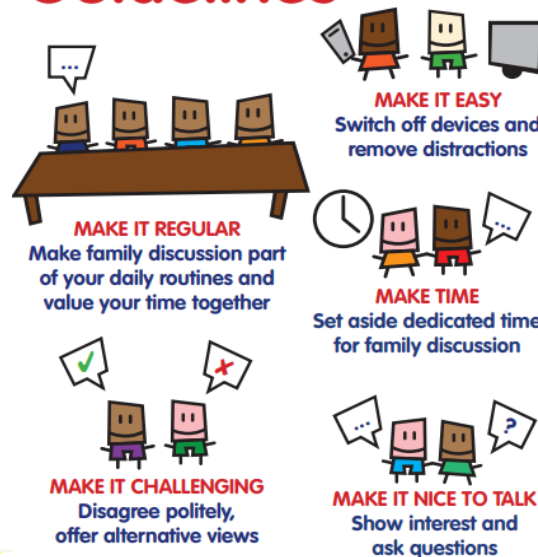 Guidelines
...
MAKE IT REGULAR
Make family discussion part
of your daily routines and
value your time together
MAKE IT EASY
Switch off devices and
remove distractions
...
MAKE TIME
Set aside dedicated time
for family discussion
MAKE IT CHALLENGING
Disagree politely,
offer alternative views
...
?
MAKE IT NICE TO TALK
Show interest and
ask questions